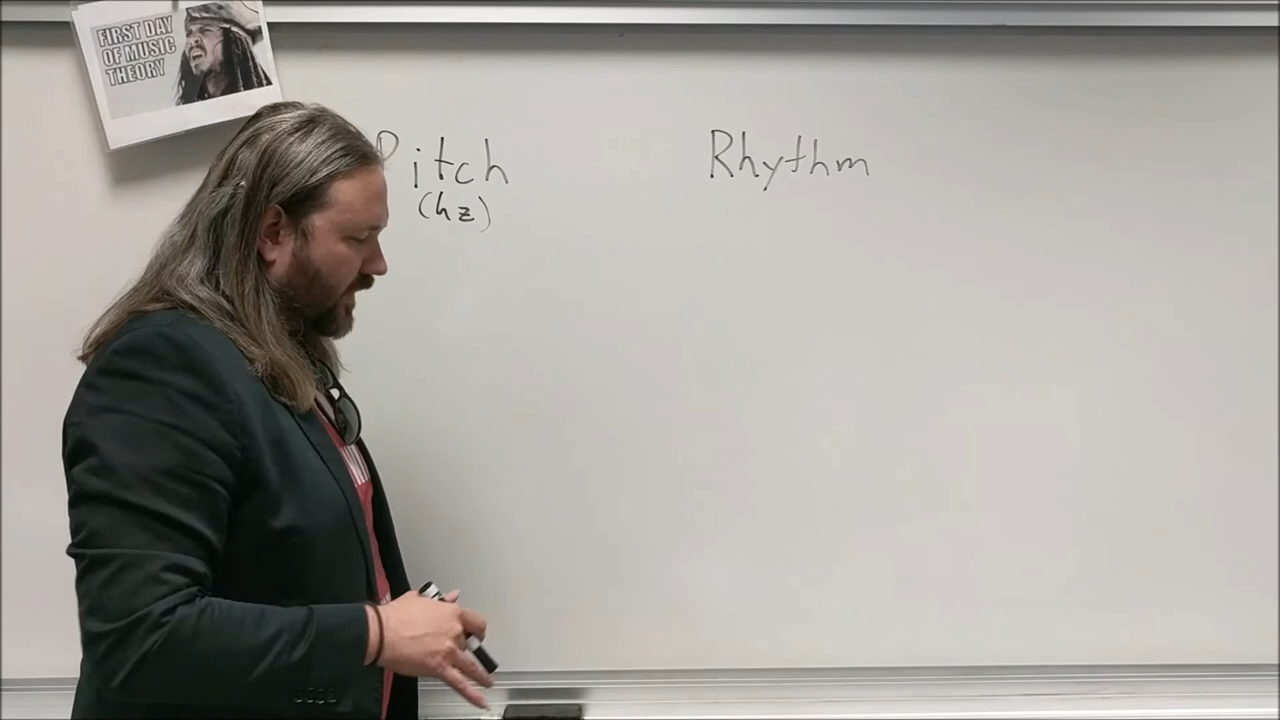 FIRST DAY
OF MUSIC
THEORY
Pitch
(hz)
Rhythm